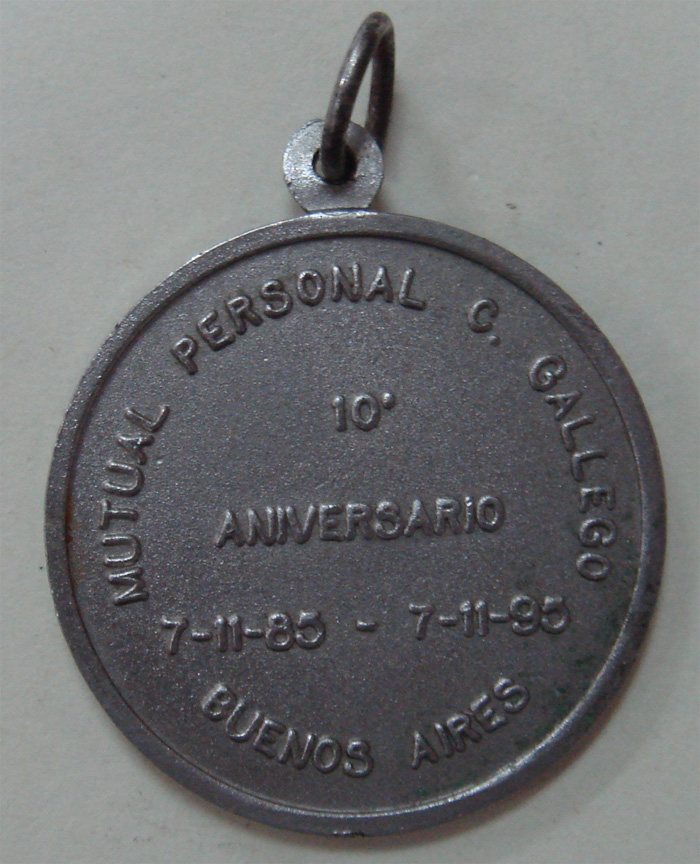 MUTUAL PERSONAL C. GALLEGO
10°
ANIVERSARIO
7-11-85 - 7-11-95
BUENOS AIRES